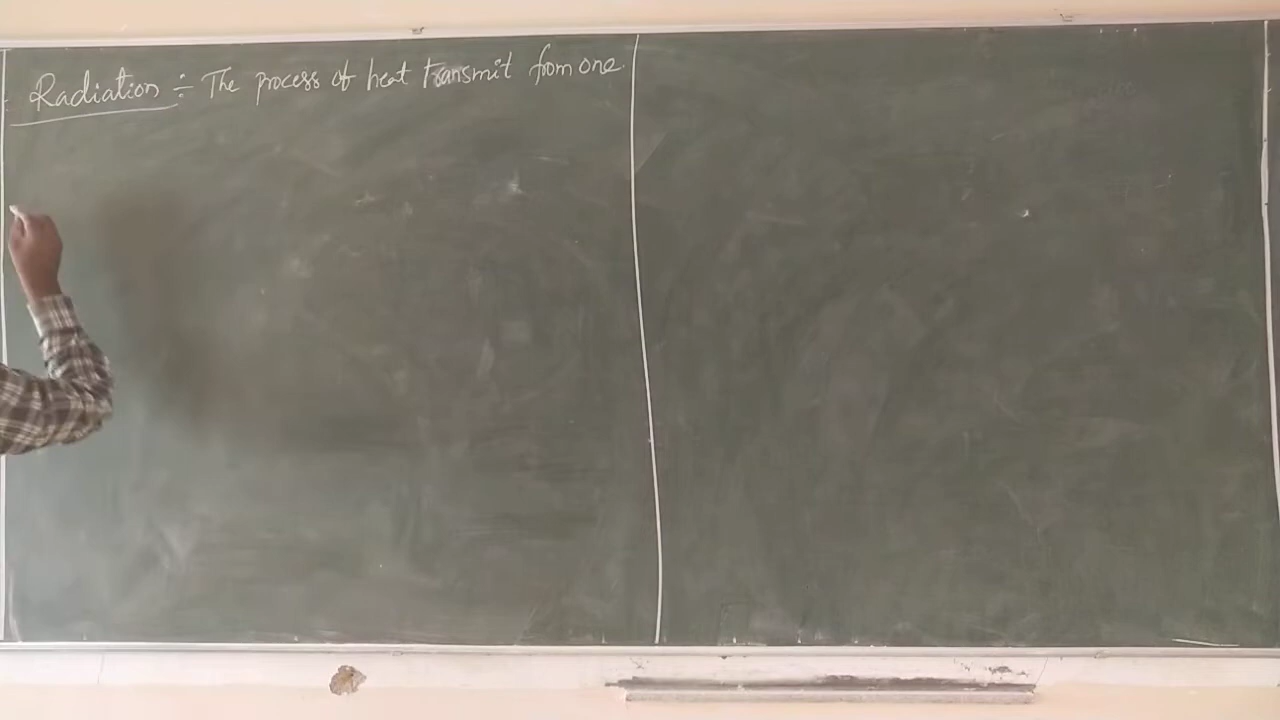 Radiation :- The process of heat transmit from one